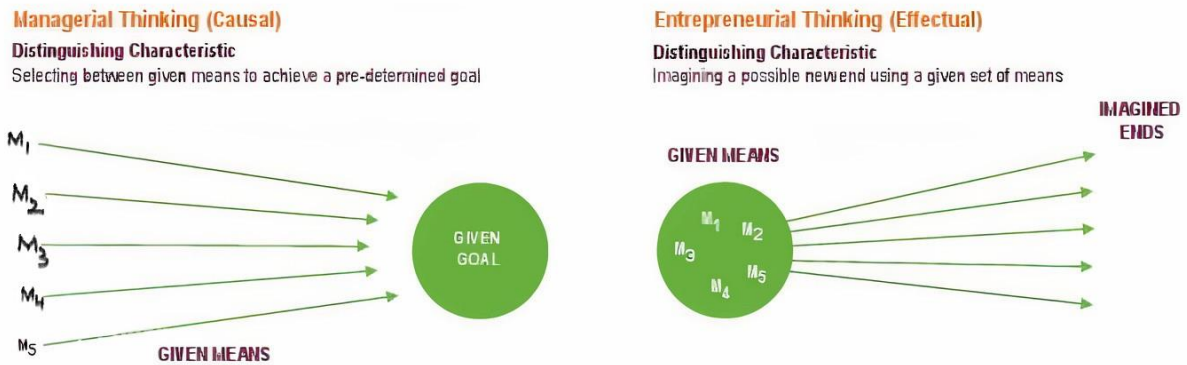 Managerial Thinking (Causal)
Distinguishing Characteristic
Selecting between given means to achieve a pre-determined goal
M1
M2
M3
M4
M5
GIVEN
GOAL
GIVEN MEANS
Entrepreneurial Thinking (Effectual)
Distinguishing Characteristic
Imagining a possible new end using a given set of means
GIVEN MEANS
M1
M2
M3
M4
M5
IMAGINED
ENDS